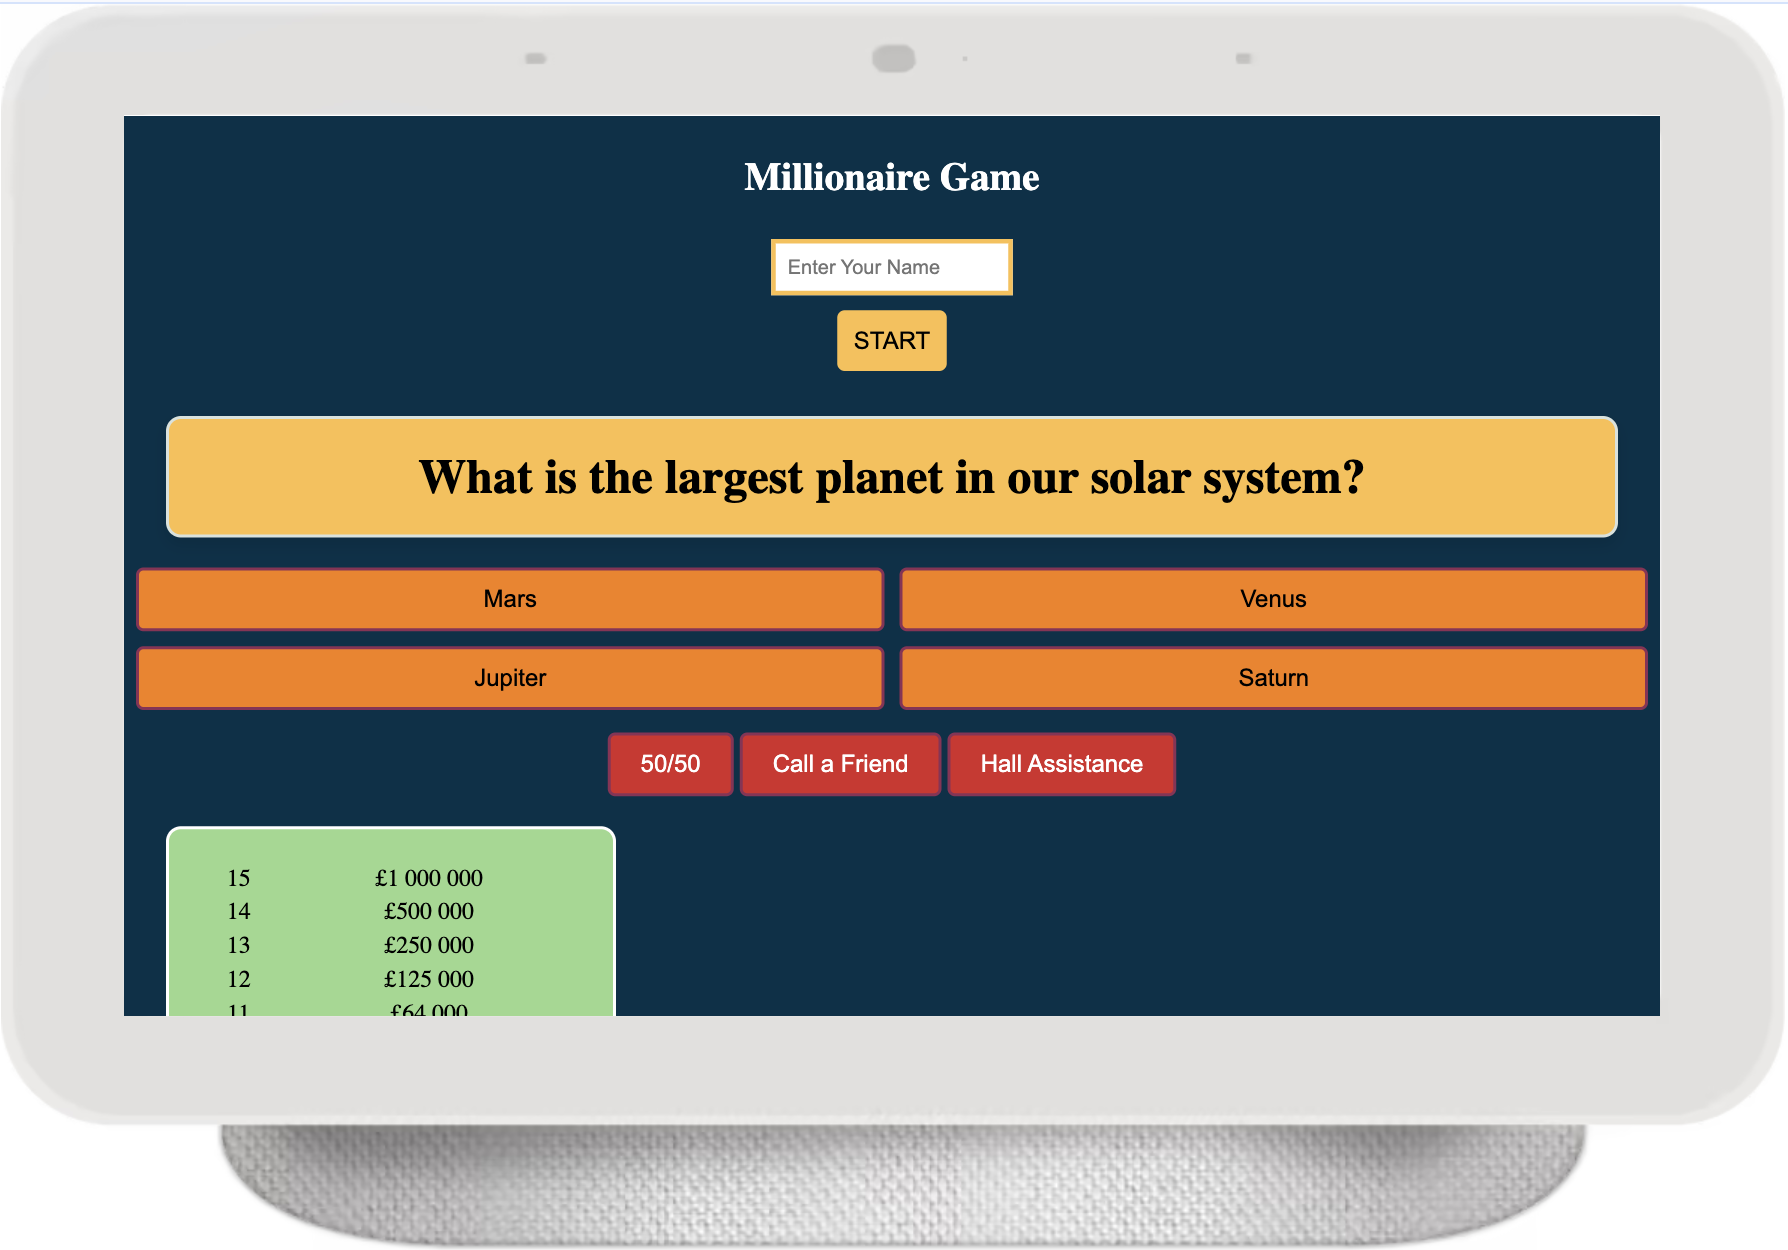 Millionaire Game
Enter Your Name
START
What is the largest planet in our solar system?
Mars Venus
Jupiter Saturn
50/50 Call a Friend Hall Assistance
15 £1 000 000
14 £500 000
13 £250 000
12 £125 000
11 £64 000